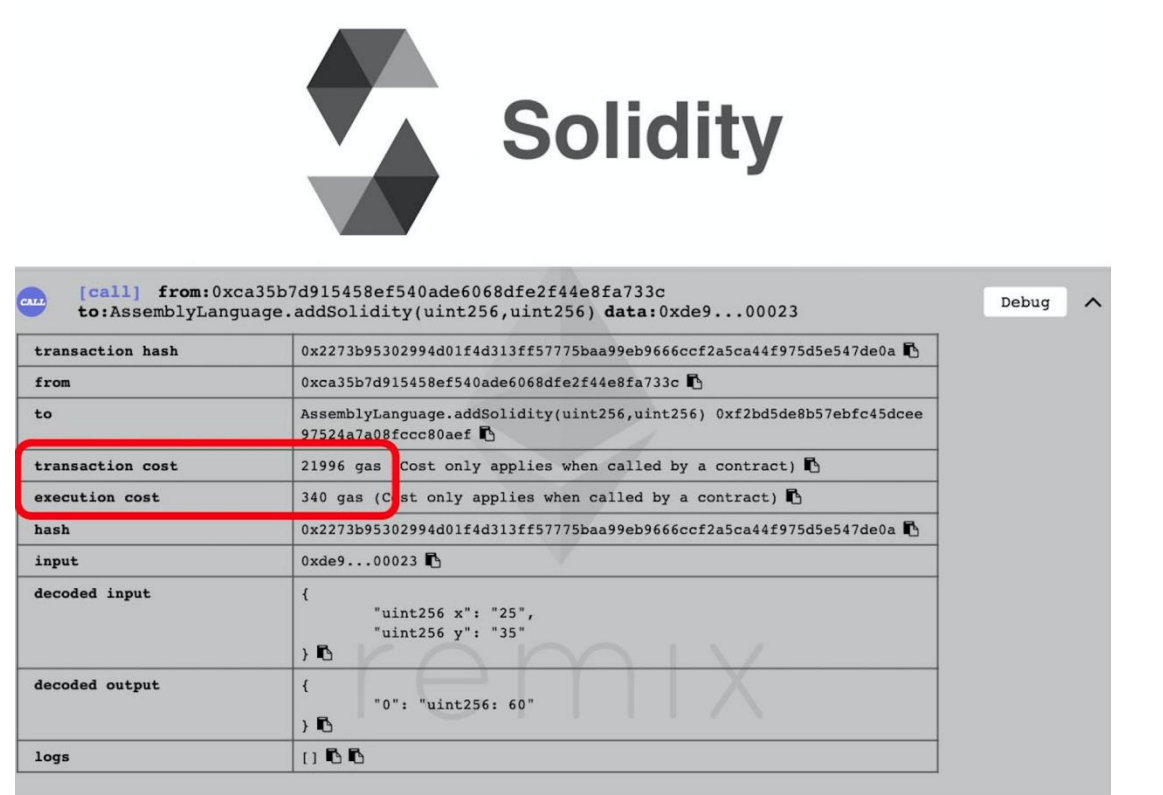 Solidity
CALL
[call] from:0xca35b7d915458ef540ade6068dfe2f44e8fa733c
to:AssemblyLanguage.addSolidity(uint256,uint256) data:0xde9...00023
Debug
transaction hash 0x2273b95302994d01f4d313ff57775baa99eb9666ccf2a5ca44f975d5e547de0a
from 0xca35b7d915458ef540ade6068dfe2f44e8fa733c
to AssemblyLanguage.addSolidity(uint256,uint256) 0xf2bd5de8b57ebfc45dcee
97524a7a08fccc80aef
transaction cost 21996 gas (Cost only applies when called by a contract)
execution cost 340 gas (Cost only applies when called by a contract)
hash 0x2273b95302994d01f4d313ff57775baa99eb9666ccf2a5ca44f975d5e547de0a
input 0xde9...00023
decoded input {
"uint256 x": "25",
"uint256 y": "35"
}
decoded output {
"0": "uint256: 60"
}
logs []
remix